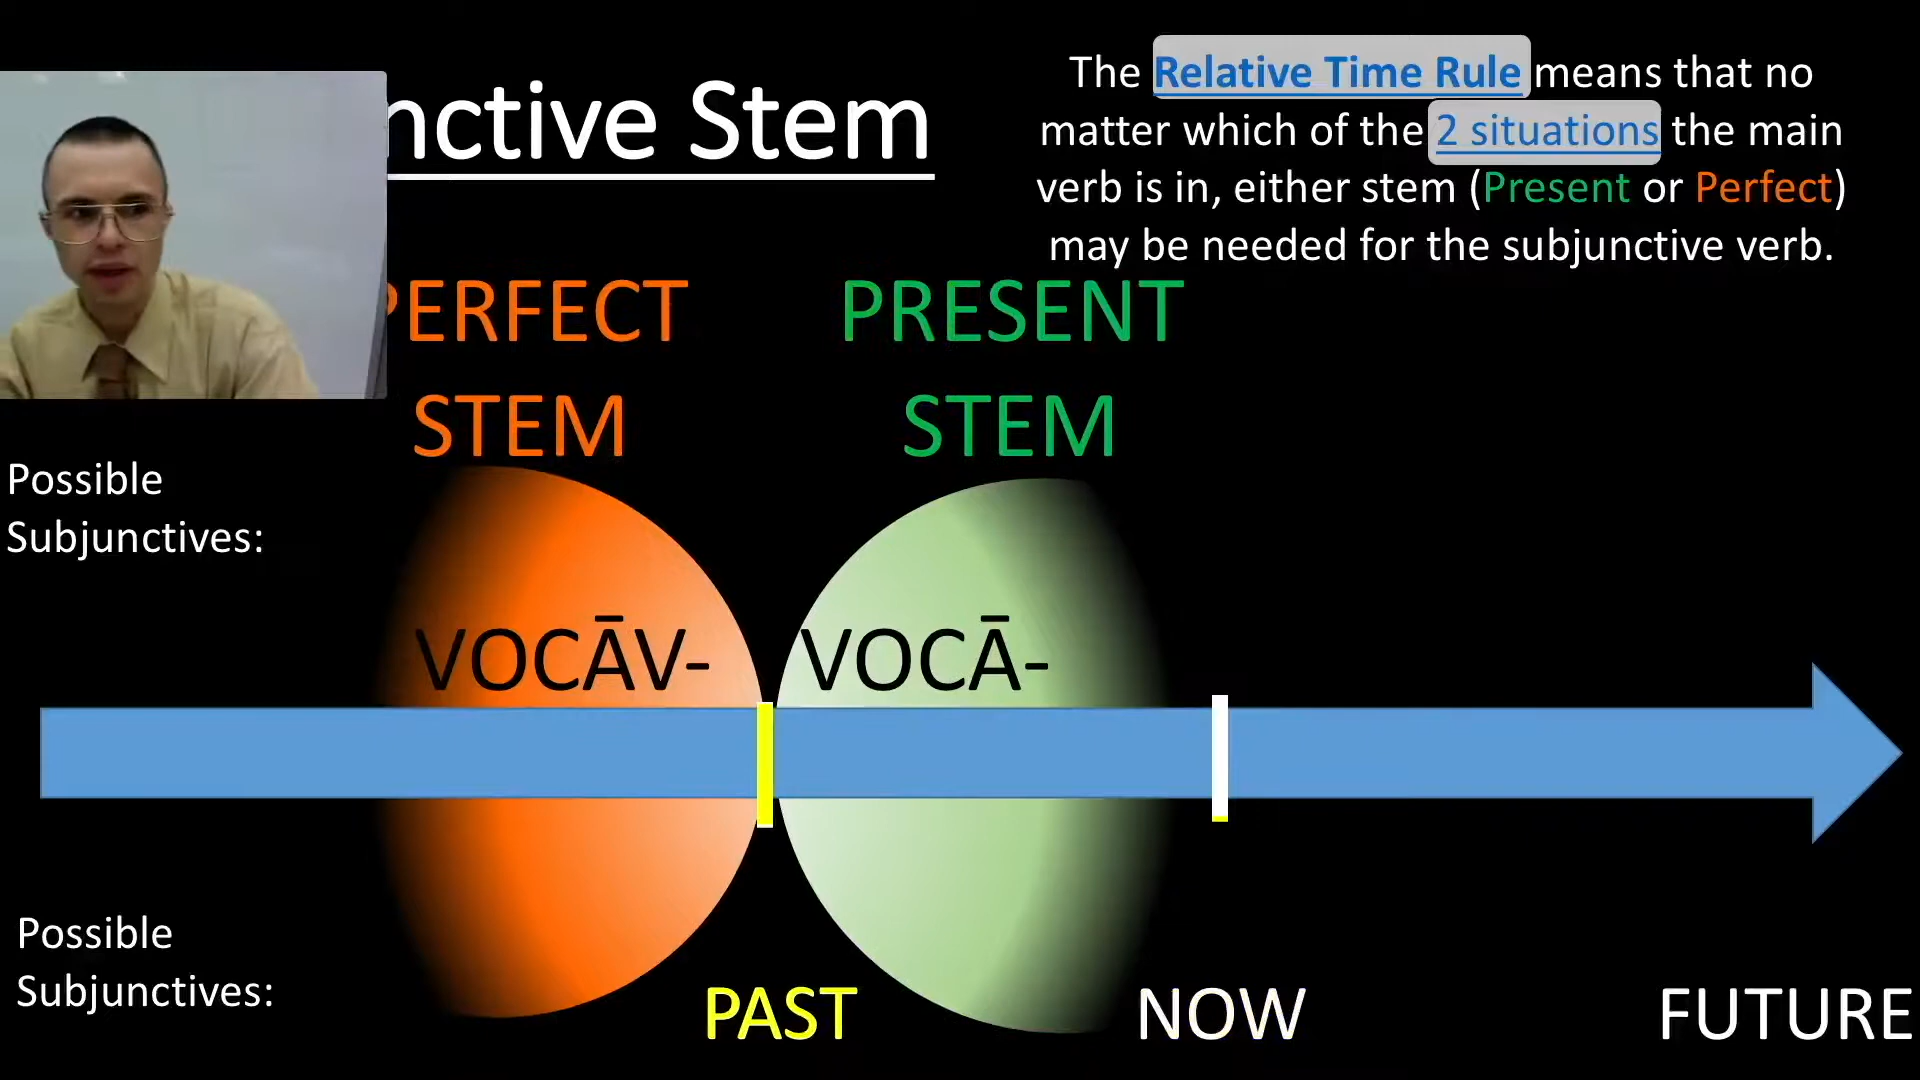 nctive Stem
The Relative Time Rule means that no
matter which of the 2 situations the main
verb is in, either stem (Present or Perfect)
may be needed for the subjunctive verb.
PERFECT
STEM
PRESENT
STEM
Possible
Subjunctives:
VOCĀV-
VOCĀ-
Possible
Subjunctives:
PAST
NOW
FUTURE